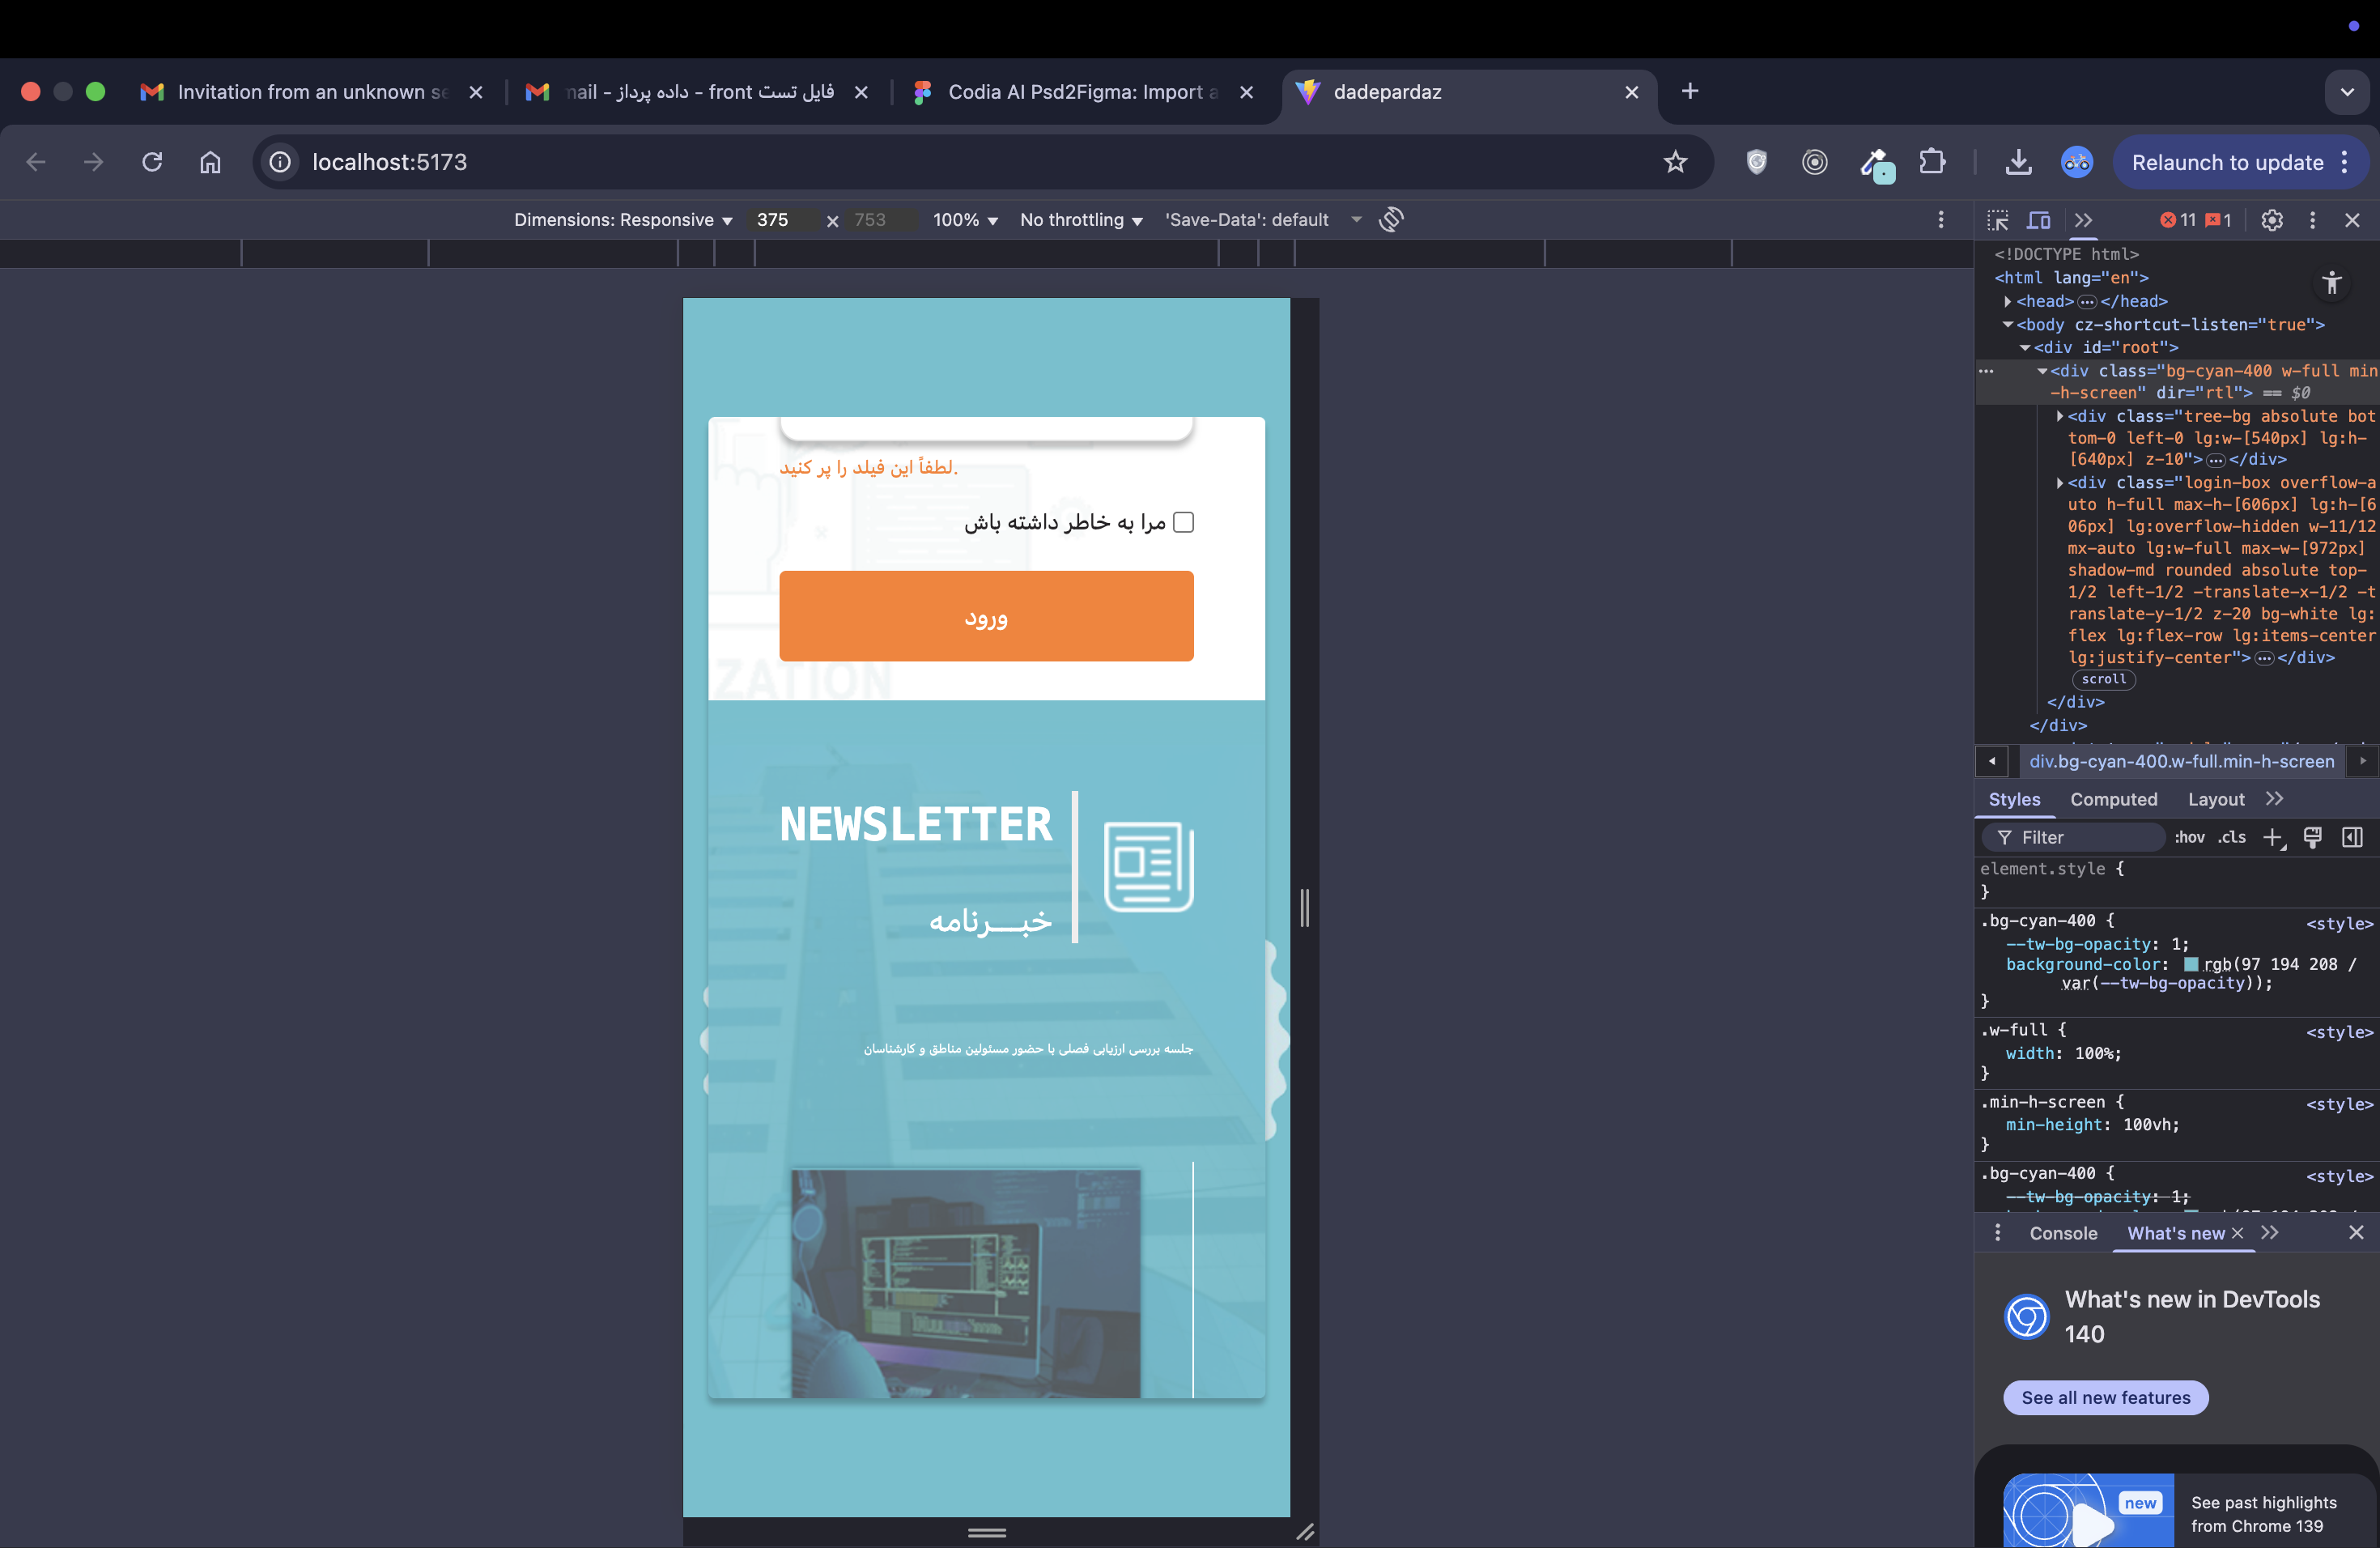 Invitation from an unknown se
nail - داده پرداز - front فایل تست
Codia AI Psd2Figma: Import a
dadepardaz
localhost:5173
Relaunch to update
Dimensions: Responsive
375
753
100%
No throttling
'Save-Data': default
11
1
لطفاً این فیلد را پر کنید.
مرا به خاطر داشته باش
ورود
ZATION
NEWSLETTER
خبـــرنامه
جلسه بررسی ارزیابی فصلی با حضور مسئولین مناطق و کارشناسان
<!DOCTYPE html>
<html lang="en">
<head> </head>
<body cz-shortcut-listen="true">
<div id="root">
<div class="bg-cyan-400 w-full min
-h-screen" dir="rtl"> == $0
<div class="tree-bg absolute bot
tom-0 left-0 lg:w-[540px] lg:h-
[640px] z-10"> </div>
<div class="login-box overflow-a
uto h-full max-h-[606px] lg:h-[6
06px] lg:overflow-hidden w-11/12
mx-auto lg:w-full max-w-[972px]
shadow-md rounded absolute top-
1/2 left-1/2 -translate-x-1/2 -t
ranslate-y-1/2 z-20 bg-white lg:
flex lg:flex-row lg:items-center
lg:justify-center"> </div>
scroll
</div>
</div>
div.bg-cyan-400.w-full.min-h-screen
Styles
Computed
Layout
Filter
:hov
.cls
element.style {
}
.bg-cyan-400 {
<style>
--tw-bg-opacity: 1;
background-color: rgb(97 194 208 /
var(--tw-bg-opacity));
}
.w-full {
<style>
width: 100%;
}
.min-h-screen {
<style>
min-height: 100vh;
}
.bg-cyan-400 {
<style>
--tw-bg-opacity: 1;
Console
What's new
What's new in DevTools
140
See all new features
new
See past highlights
from Chrome 139